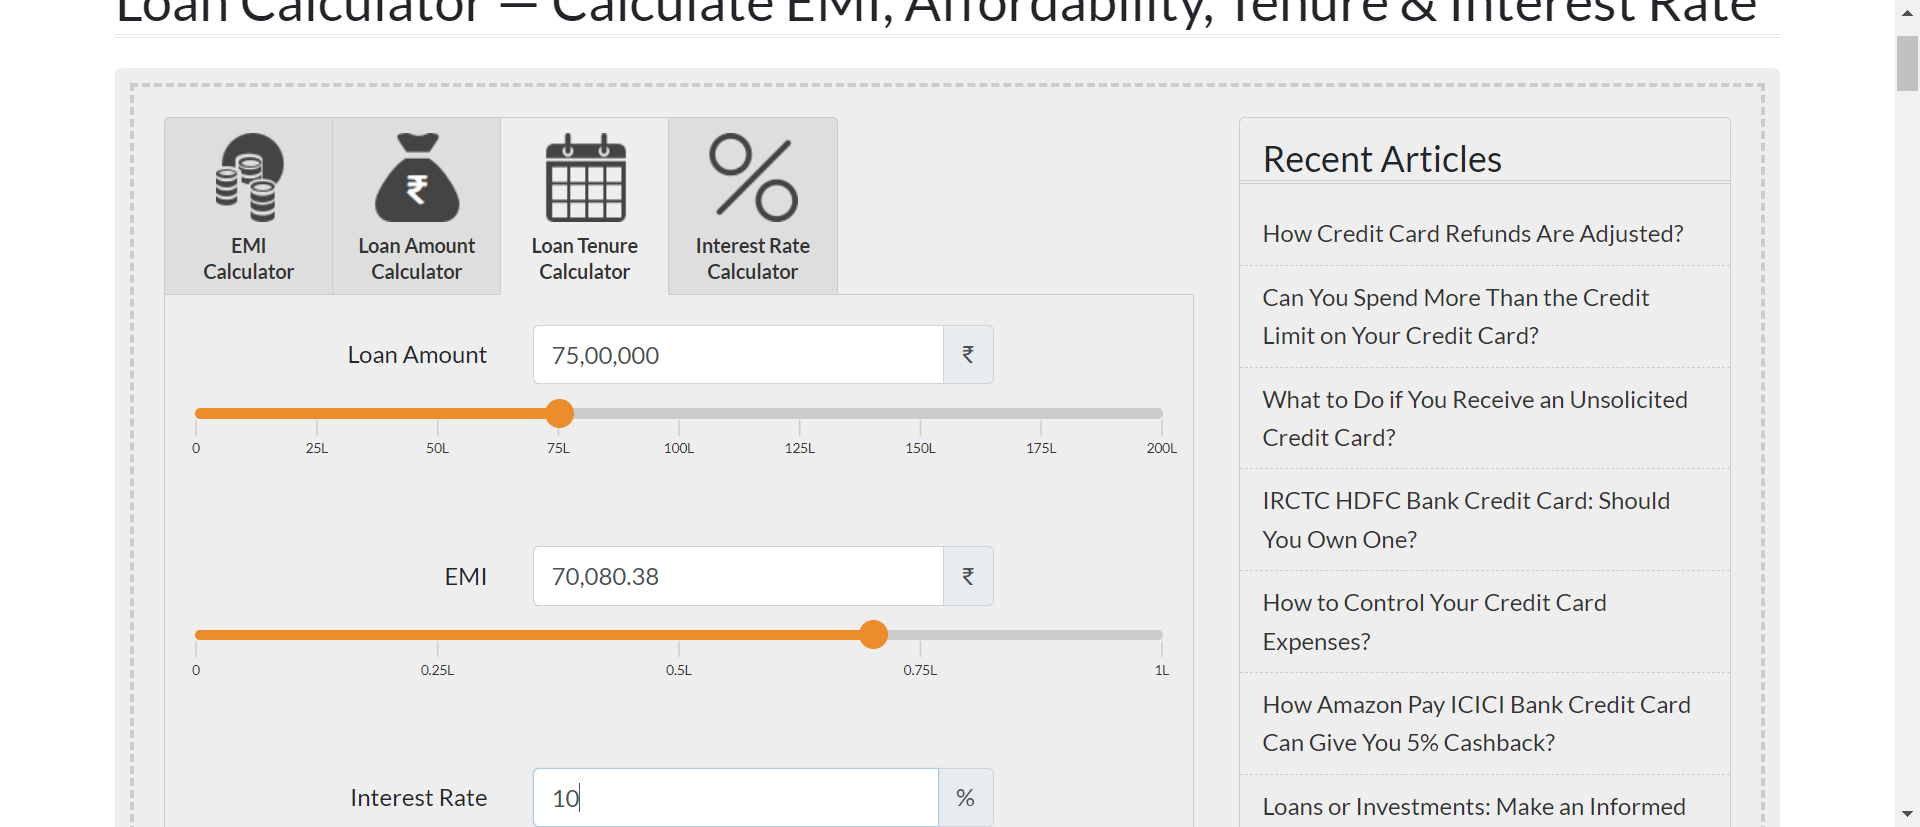 Loan Calculator — Calculate EMI, Affordability, Tenure & Interest Rate
EMI
Calculator
Loan Amount
Calculator
Loan Tenure
Calculator
Interest Rate
Calculator
Loan Amount
75,00,000
₹
0
25L
50L
75L
100L
125L
150L
175L
200L
EMI
70,080.38
₹
0
0.25L
0.5L
0.75L
1L
Interest Rate
10
%
Recent Articles
How Credit Card Refunds Are Adjusted?
Can You Spend More Than the Credit
Limit on Your Credit Card?
What to Do if You Receive an Unsolicited
Credit Card?
IRCTC HDFC Bank Credit Card: Should
You Own One?
How to Control Your Credit Card
Expenses?
How Amazon Pay ICICI Bank Credit Card
Can Give You 5% Cashback?
Loans or Investments: Make an Informed